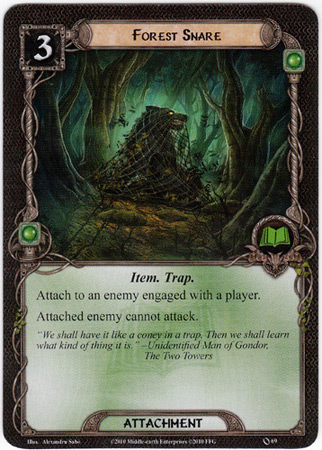 3
Forest Snare
Item. Trap.
Attach to an enemy engaged with a player.
Attached enemy cannot attack.
"We shall have it like a coney in a trap. Then we shall learn
what kind of thing it is." –Unidentified Man of Gondor,
The Two Towers
ATTACHMENT
Illus. Alexandru Sabo
©2010 Middle-earth Enterprises ©2010 FFG
69